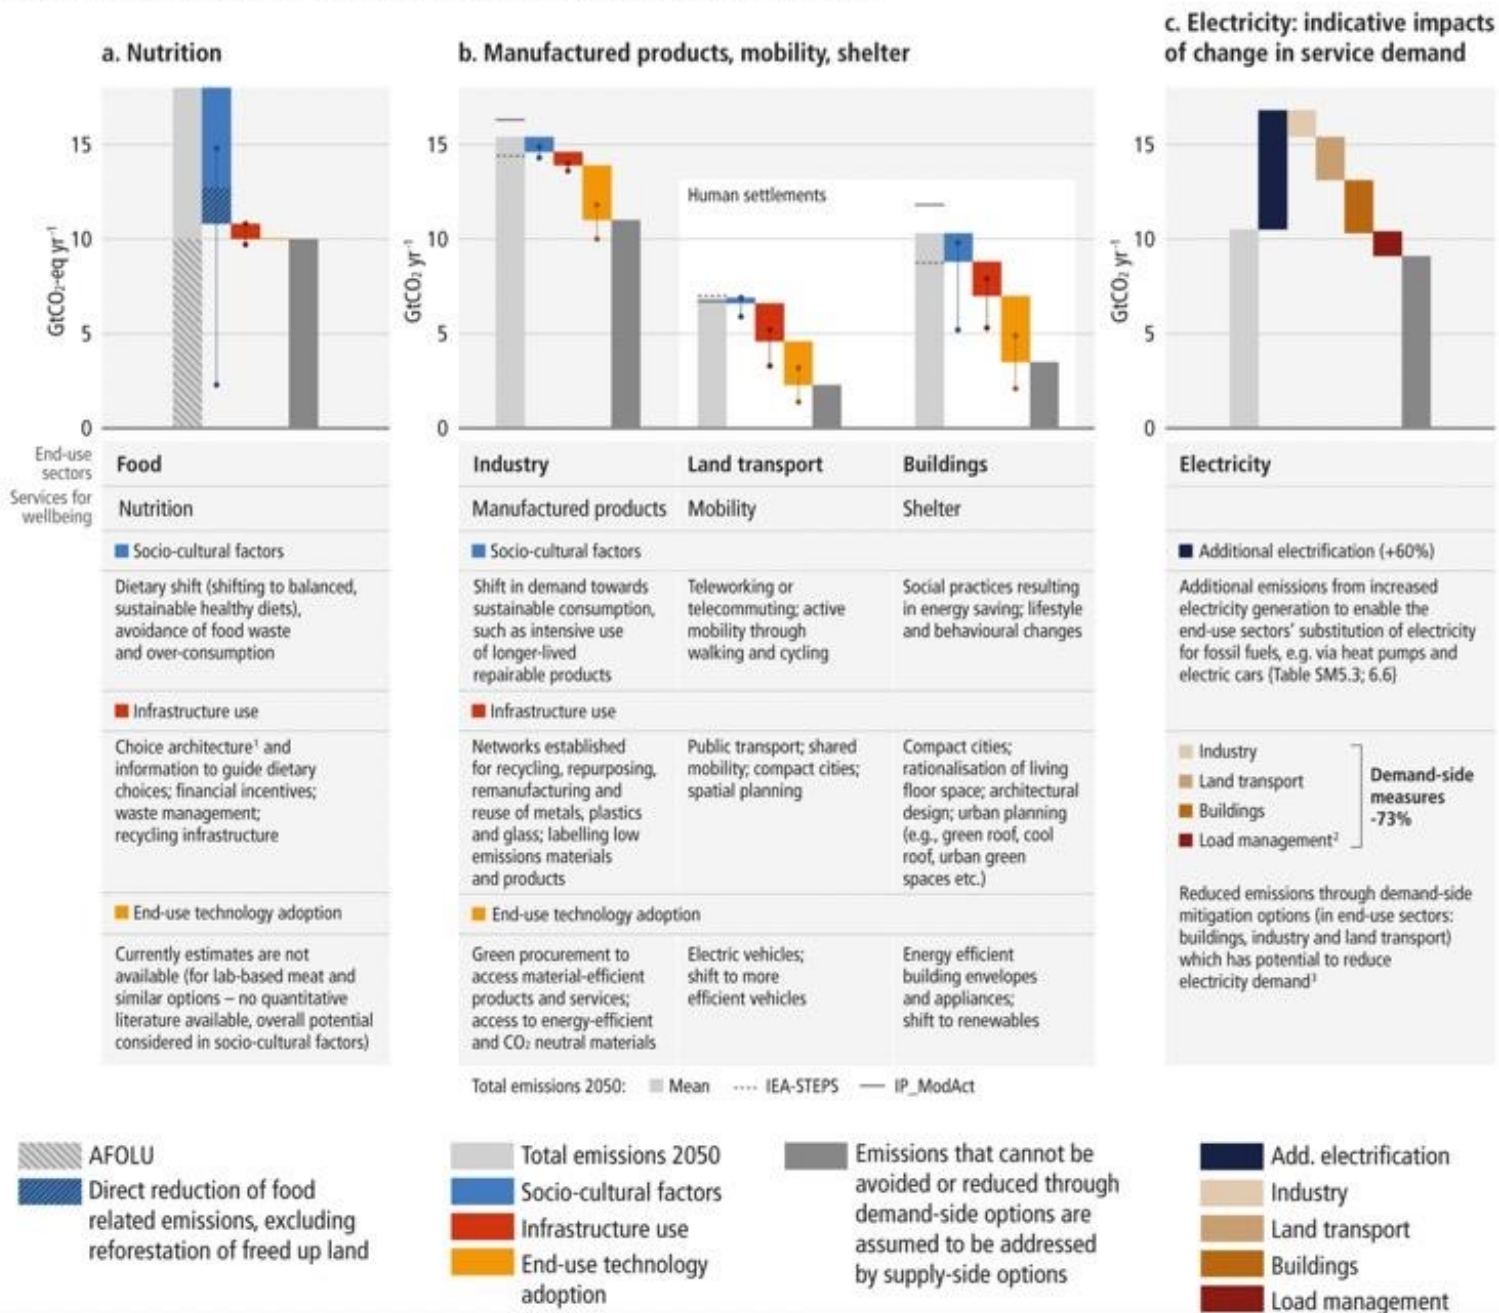 a. Nutrition
b. Manufactured products, mobility, shelter
c. Electricity: indicative impacts
of change in service demand
GtCO₂-eq yr⁻¹
15
10
5
0
GtCO₂ yr⁻¹
15
10
5
0
Human settlements
GtCO₂ yr⁻¹
15
10
5
0
End-use
sectors
Food
Industry
Land transport
Buildings
Electricity
Services for
wellbeing
Nutrition
Manufactured products
Mobility
Shelter
Socio-cultural factors
Socio-cultural factors
Additional electrification (+60%)
Dietary shift (shifting to balanced,
sustainable healthy diets),
avoidance of food waste
and over-consumption
Shift in demand towards
sustainable consumption,
such as intensive use
of longer-lived
repairable products
Teleworking or
telecommuting; active
mobility through
walking and cycling
Social practices resulting
in energy saving; lifestyle
and behavioural changes
Additional emissions from increased
electricity generation to enable the
end-use sectors’ substitution of electricity
for fossil fuels, e.g. via heat pumps and
electric cars {Table SM5.3; 6.6}
Infrastructure use
Infrastructure use
Choice architecture¹ and
information to guide dietary
choices; financial incentives;
waste management;
recycling infrastructure
Networks established
for recycling, repurposing,
remanufacturing and
reuse of metals, plastics
and glass; labelling low
emissions materials
and products
Public transport; shared
mobility; compact cities;
spatial planning
Compact cities;
rationalisation of living
floor space; architectural
design; urban planning
(e.g., green roof, cool
roof, urban green
spaces etc.)
Industry
Land transport
Buildings
Load management²
Demand-side
measures
-73%
Reduced emissions through demand-side
mitigation options (in end-use sectors:
buildings, industry and land transport)
which has potential to reduce
electricity demand³
End-use technology adoption
End-use technology adoption
Currently estimates are not
available (for lab-based meat and
similar options – no quantitative
literature available, overall potential
considered in socio-cultural factors)
Green procurement to
access material-efficient
products and services;
access to energy-efficient
and CO₂ neutral materials
Electric vehicles;
shift to more
efficient vehicles
Energy efficient
building envelopes
and appliances;
shift to renewables
Total emissions 2050: Mean IEA-STEPS IP_ModAct
AFOLU
Direct reduction of food
related emissions, excluding
reforestation of freed up land
Total emissions 2050
Socio-cultural factors
Infrastructure use
End-use technology
adoption
Emissions that cannot be
avoided or reduced through
demand-side options are
assumed to be addressed
by supply-side options
Add. electrification
Industry
Land transport
Buildings
Load management